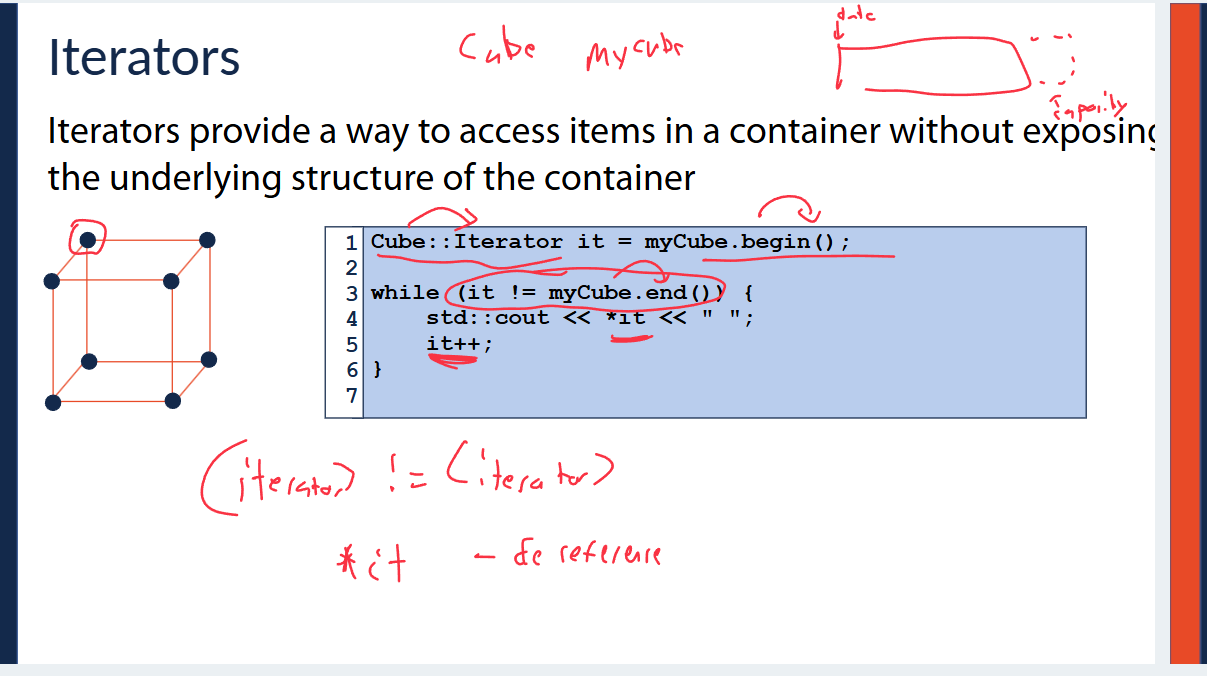 Iterators
Cube Mycube
data
capacity
Iterators provide a way to access items in a container without exposing
the underlying structure of the container
1 Cube::Iterator it = myCube.begin();
2
3 while (it != myCube.end()) {
4 std::cout << *it << " ";
5 it++;
6 }
7
(iterator) != (iterator)
*it - de reference